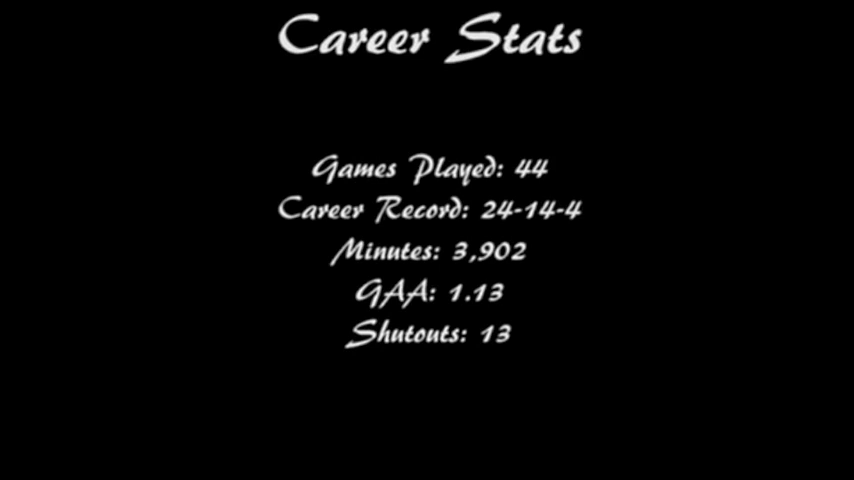 Career Stats
Games Played: 44
Career Record: 24-14-4
Minutes: 3,902
GAA: 1.13
Shutouts: 13